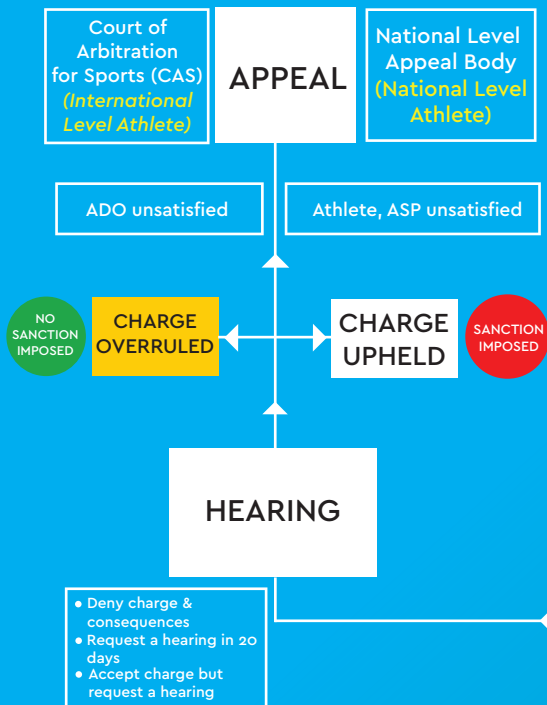 Court of
Arbitration
for Sports (CAS)
(International
Level Athlete)
APPEAL
National Level
Appeal Body
(National Level
Athlete)
ADO unsatisfied
Athlete, ASP unsatisfied
NO
SANCTION
IMPOSED
CHARGE
OVERRULED
CHARGE
UPHELD
SANCTION
IMPOSED
HEARING
• Deny charge &
consequences
• Request a hearing in 20
days
• Accept charge but
request a hearing